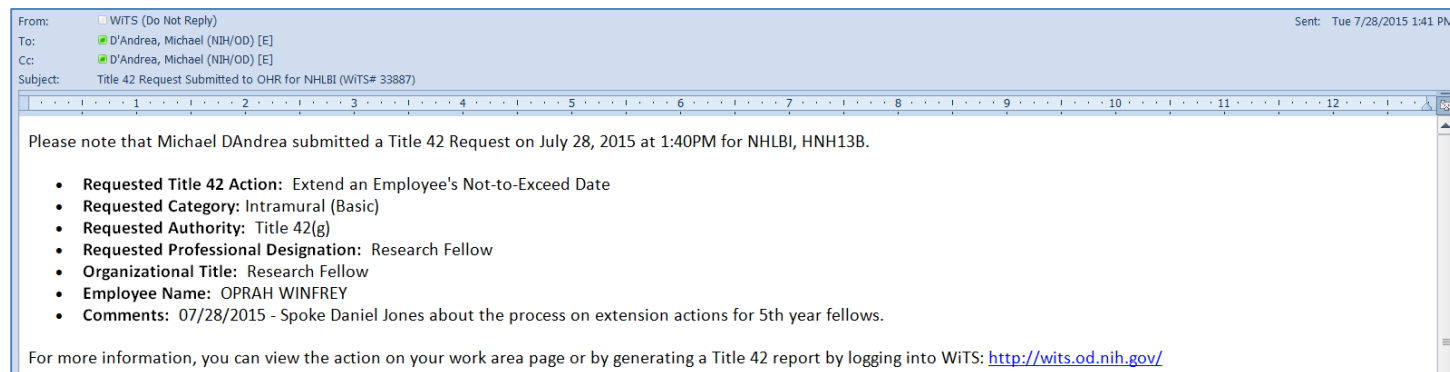 From: WiTS (Do Not Reply) Sent: Tue 7/28/2015 1:41 PM
To: D'Andrea, Michael (NIH/OD) [E]
Cc: D'Andrea, Michael (NIH/OD) [E]
Subject: Title 42 Request Submitted to OHR for NHLBI (WiTS# 33887)
1 2 3 4 5 6 7 8 9 10 11 12
Please note that Michael DAndrea submitted a Title 42 Request on July 28, 2015 at 1:40PM for NHLBI, HNH13B.
• Requested Title 42 Action: Extend an Employee's Not-to-Exceed Date
• Requested Category: Intramural (Basic)
• Requested Authority: Title 42(g)
• Requested Professional Designation: Research Fellow
• Organizational Title: Research Fellow
• Employee Name: OPRAH WINFREY
• Comments: 07/28/2015 - Spoke Daniel Jones about the process on extension actions for 5th year fellows.
For more information, you can view the action on your work area page or by generating a Title 42 report by logging into WiTS: http://wits.od.nih.gov/